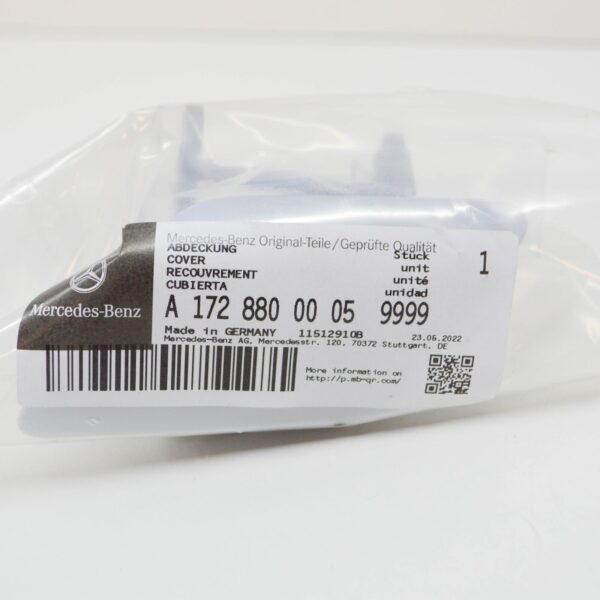 Mercedes-Benz Original-Teile/Geprüfte Qualität
ABDECKUNG Stück 1
COVER unit
RECOUVREMENT unité
CUBIERTA unidad
Mercedes-Benz
A 172 880 00 05 9999
Made in GERMANY 11512910B 23.06.2022
Mercedes-Benz AG, Mercedesstr. 120, 70372 Stuttgart, DE
More information on
http://p.mb-qr.com/